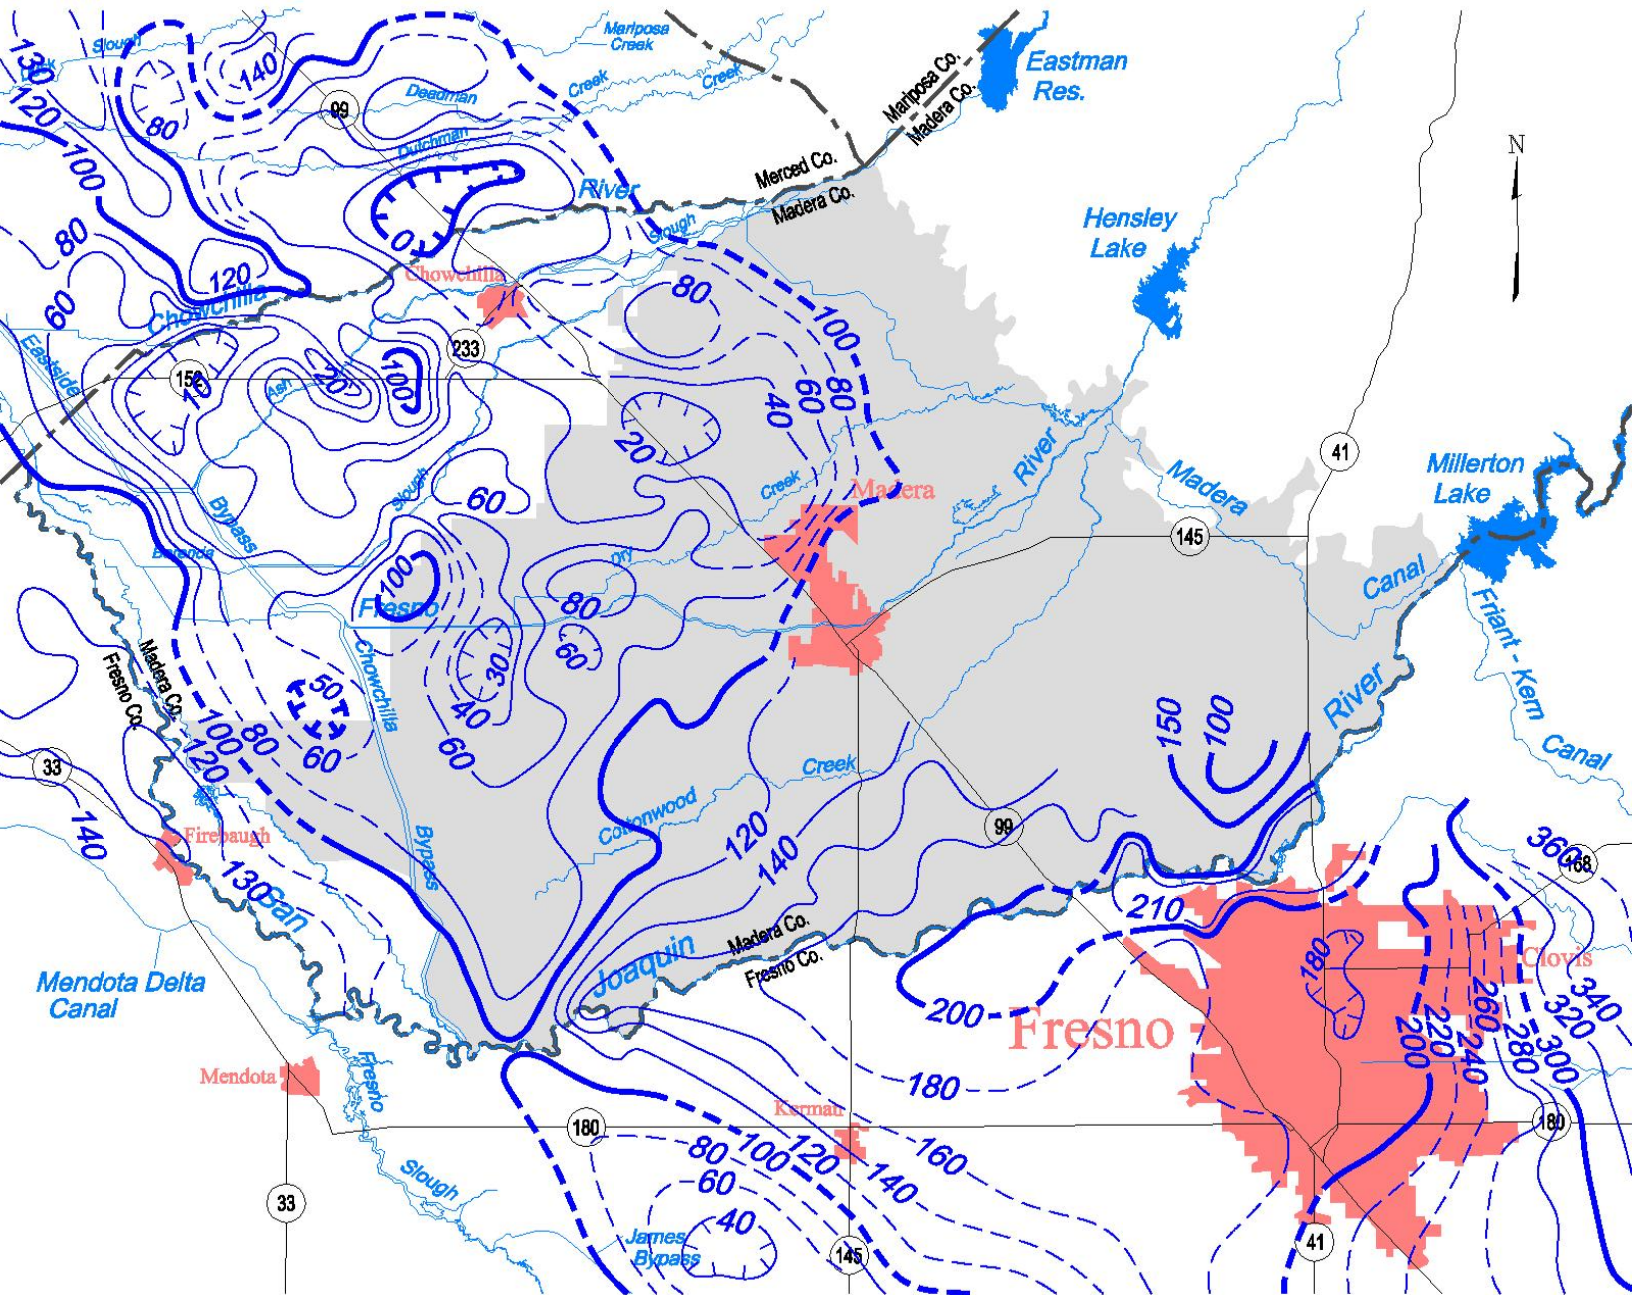 130
Slough
140
Mariposa
Creek
Eastman
Res.
Mariposa Co.
Madera Co.
120
80
99
Deadman
Creek
Creek
Dutchman
N
100
Merced Co.
Madera Co.
River
Slough
Hensley
Lake
80
0
120
Chowchilla
Chowchilla
60
80
100
Eastside
233
152
10
Ash
20
100
80
60
40
20
41
River
Madera
Millerton
Lake
Creek
Madera
60
Slough
Bypass
Berenda
Dry
145
Canal
100
Fresno
80
60
30
Friant - Kern
Canal
Madera Co.
Fresno Co.
Chowchilla
50
60
40
60
100
80
120
River
150
100
33
140
Firebaugh
130
San
Bypass
Cottonwood
Creek
120
140
99
360
168
210
Madera Co.
Fresno Co.
Joaquin
Mendota Delta
Canal
200
Fresno
180
Clovis
340
320
300
280
260
240
220
200
Mendota
Fresno
180
Kerman
180
180
160
140
120
100
80
60
40
Slough
33
James
Bypass
145
41